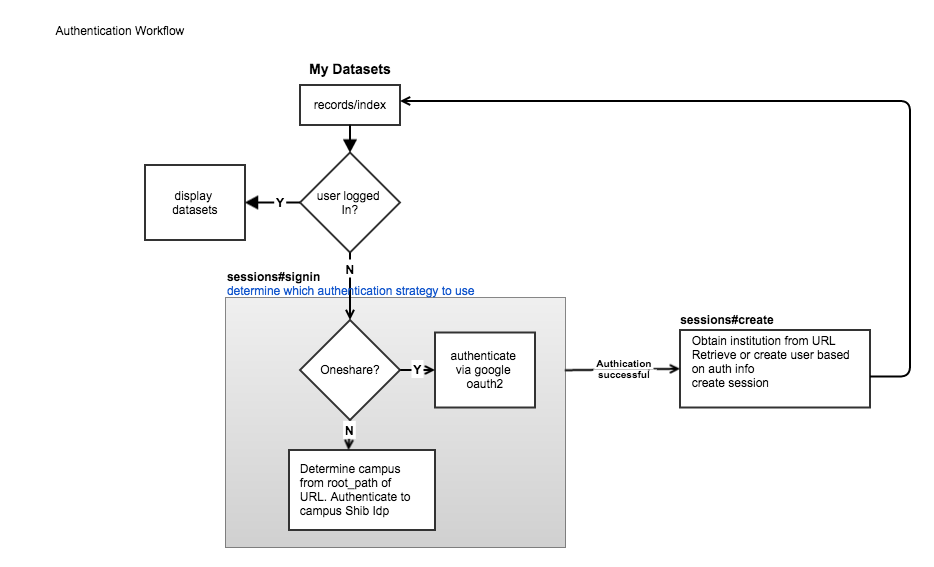 Authentication Workflow
My Datasets
records/index
display
datasets
Y
user logged
In?
N
sessions#signin
determine which authentication strategy to use
Oneshare?
Y
authenticate
via google
oauth2
N
Determine campus
from root_path of
URL. Authenticate to
campus Shib Idp
Authication
successful
sessions#create
Obtain institution from URL
Retrieve or create user based
on auth info
create session